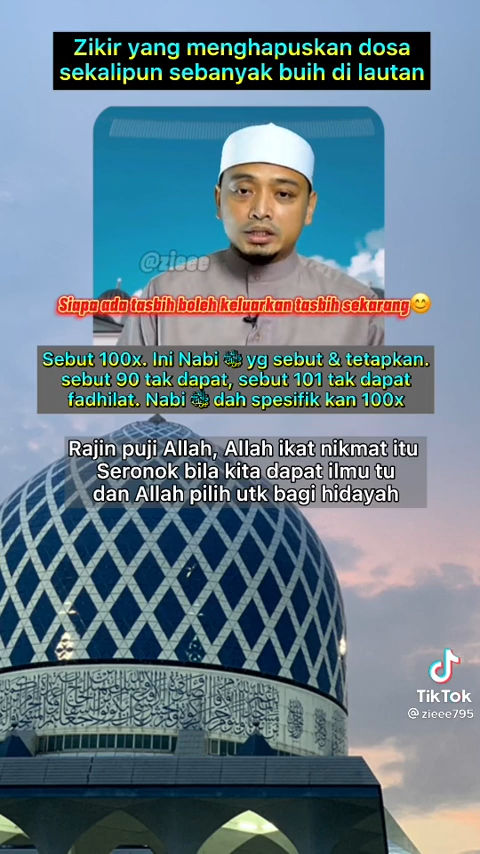 Zikir yang menghapuskan dosa
sekalipun sebanyak buih di lautan
@zieee
Siapa ada tasbih boleh keluarkan tasbih sekarang😊
Sebut 100x. Ini Nabi ﷺ yg sebut & tetapkan.
sebut 90 tak dapat, sebut 101 tak dapat
fadhilat. Nabi ﷺ dah spesifik kan 100x
Rajin puji Allah, Allah ikat nikmat itu
Seronok bila kita dapat ilmu tu
dan Allah pilih utk bagi hidayah
TikTok
@zieee795